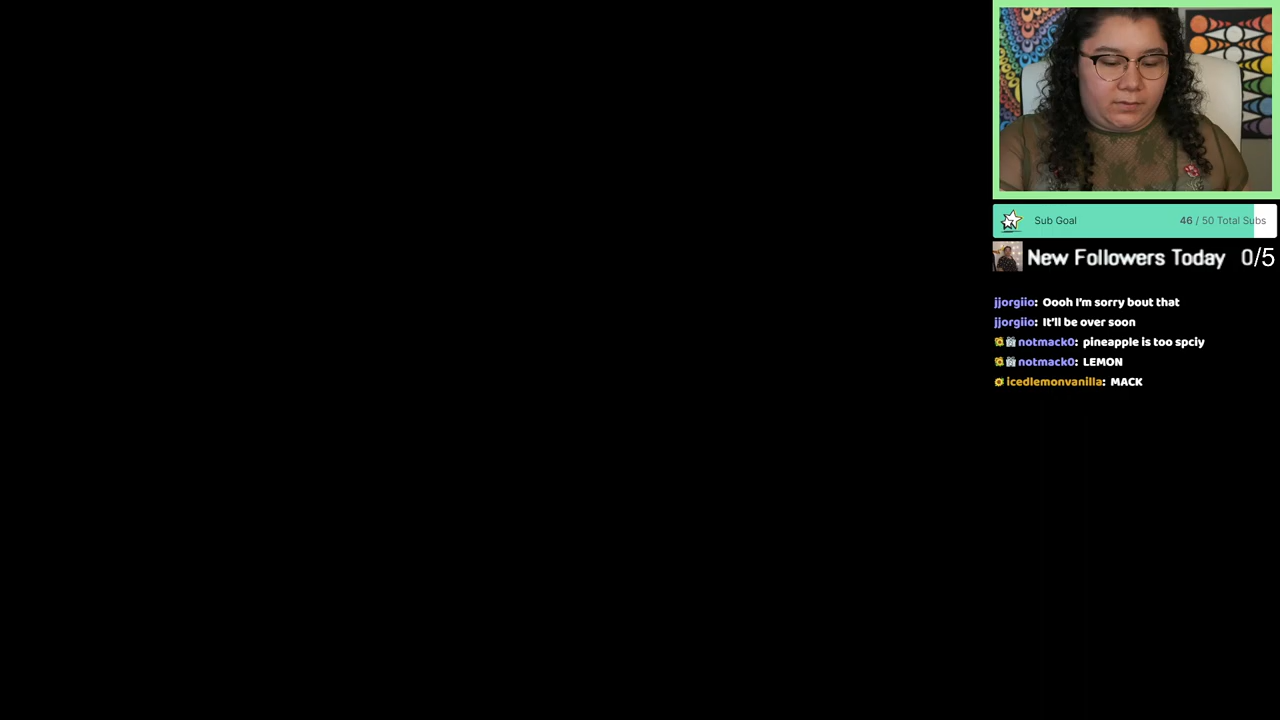 Sub Goal 46 / 50 Total Subs
New Followers Today 0/5
jjorgiio: Oooh I'm sorry bout that
jjorgiio: It'll be over soon
notmack0: pineapple is too spciy
notmack0: LEMON
icedlemonvanilla: MACK